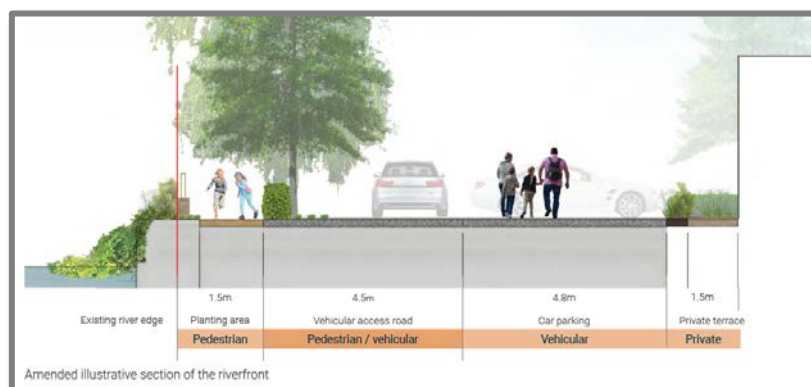 1.5m 4.5m 4.8m 1.5m
Existing river edge Planting area Vehicular access road Car parking Private terrace
Pedestrian Pedestrian / vehicular Vehicular Private
Amended illustrative section of the riverfront